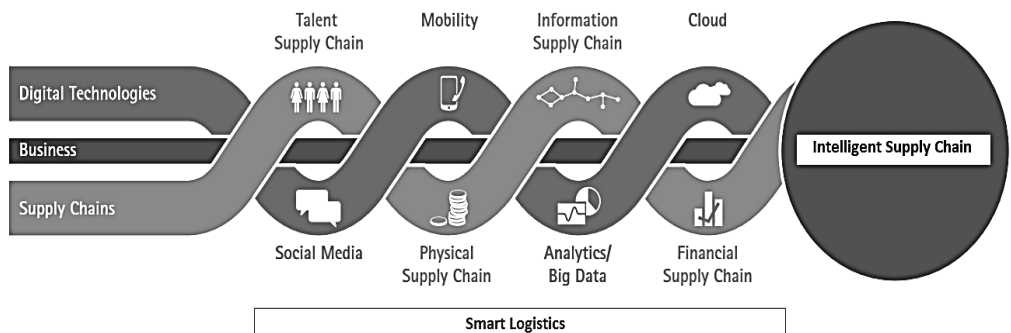 Talent
Supply Chain
Mobility
Information
Supply Chain
Cloud
Digital Technologies
Business
Supply Chains
Intelligent Supply Chain
Social Media
Physical
Supply Chain
Analytics/
Big Data
Financial
Supply Chain
Smart Logistics